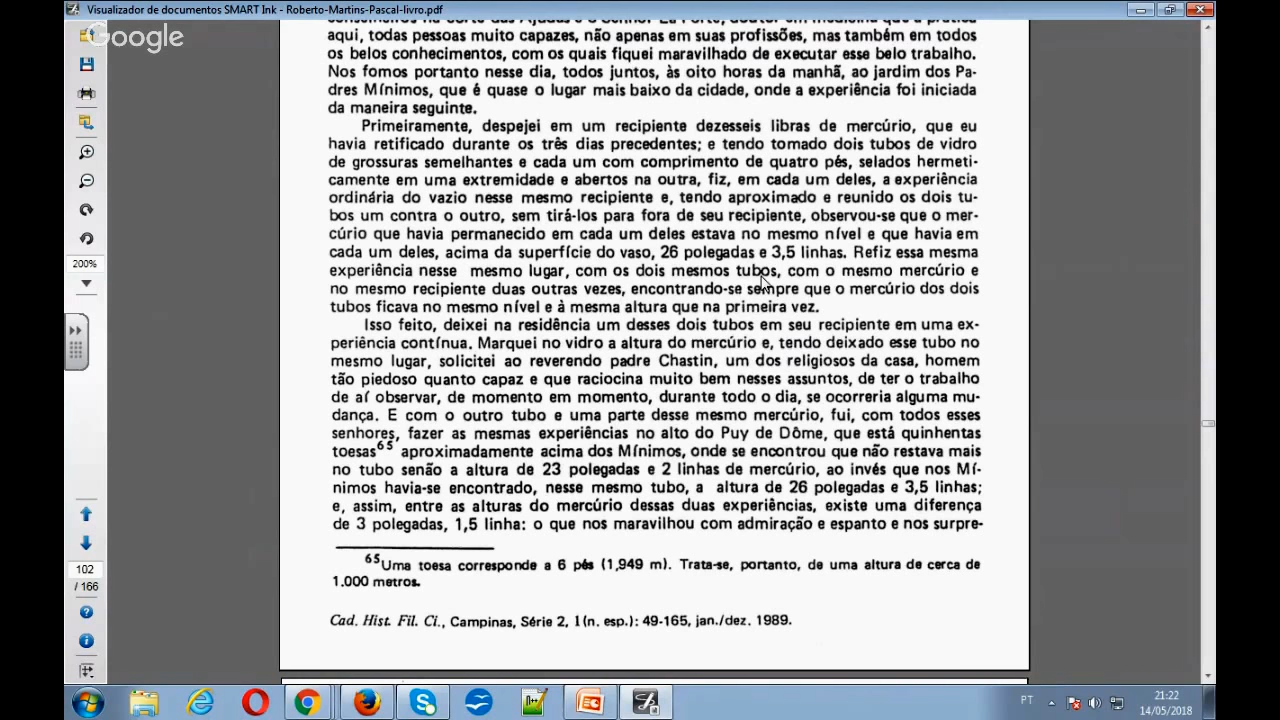 Visualizador de documentos SMART Ink - Roberto-Martins-Pascal-livro.pdf
Google
aqui, todas pessoas muito capazes, não apenas em suas profissões, mas também em todos
os belos conhecimentos, com os quais fiquei maravilhado de executar esse belo trabalho.
Nos fomos portanto nesse dia, todos juntos, às oito horas da manhã, ao jardim dos Pa-
dres Mínimos, que é quase o lugar mais baixo da cidade, onde a experiência foi iniciada
da maneira seguinte.
Primeiramente, despejei em um recipiente dezesseis libras de mercúrio, que eu
havia retificado durante os três dias precedentes; e tendo tomado dois tubos de vidro
de grossuras semelhantes e cada um com comprimento de quatro pés, selados hermeti-
camente em uma extremidade e abertos na outra, fiz, em cada um deles, a experiência
ordinária do vazio nesse mesmo recipiente e, tendo aproximado e reunido os dois tu-
bos um contra o outro, sem tirá-los para fora de seu recipiente, observou-se que o mer-
cúrio que havia permanecido em cada um deles estava no mesmo nível e que havia em
cada um deles, acima da superfície do vaso, 26 polegadas e 3,5 linhas. Refiz essa mesma
experiência nesse mesmo lugar, com os dois mesmos tubos, com o mesmo mercúrio e
no mesmo recipiente duas outras vezes, encontrando-se sempre que o mercúrio dos dois
tubos ficava no mesmo nível e à mesma altura que na primeira vez.
Isso feito, deixei na residência um desses dois tubos em seu recipiente em uma ex-
periência contínua. Marquei no vidro a altura do mercúrio e, tendo deixado esse tubo no
mesmo lugar, solicitei ao reverendo padre Chastin, um dos religiosos da casa, homem
tão piedoso quanto capaz e que raciocina muito bem nesses assuntos, de ter o trabalho
de aí observar, de momento em momento, durante todo o dia, se ocorreria alguma mu-
dança. E com o outro tubo e uma parte desse mesmo mercúrio, fui, com todos esses
senhores, fazer as mesmas experiências no alto do Puy de Dôme, que está quinhentas
toesas65 aproximadamente acima dos Mínimos, onde se encontrou que não restava mais
no tubo senão a altura de 23 polegadas e 2 linhas de mercúrio, ao invés que nos Mí-
nimos havia-se encontrado, nesse mesmo tubo, a altura de 26 polegadas e 3,5 linhas;
e, assim, entre as alturas do mercúrio dessas duas experiências, existe uma diferença
de 3 polegadas, 1,5 linha: o que nos maravilhou com admiração e espanto e nos surpre-
65Uma toesa corresponde a 6 pés (1,949 m). Trata-se, portanto, de uma altura de cerca de
1.000 metros.
Cad. Hist. Fil. Ci., Campinas, Série 2, 1(n. esp.): 49-165, jan./dez. 1989.
200%
102
/ 166
PT
21:22
14/05/2018